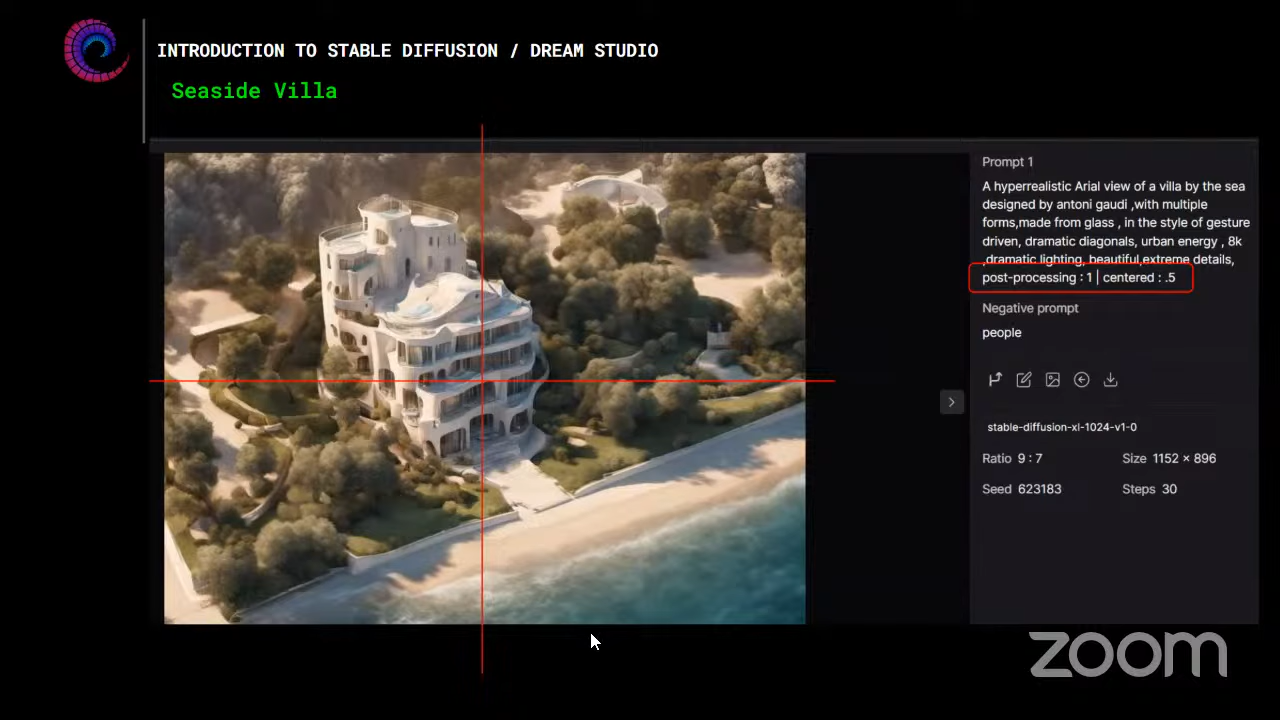 INTRODUCTION TO STABLE DIFFUSION / DREAM STUDIO
Seaside Villa
Prompt 1
A hyperrealistic Arial view of a villa by the sea
designed by antoni gaudi ,with multiple
forms,made from glass , in the style of gesture
driven, dramatic diagonals, urban energy , 8k
,dramatic lighting, beautiful,extreme details,
post-processing : 1 | centered : .5
Negative prompt
people
stable-diffusion-xl-1024-v1-0
Ratio 9 : 7 Size 1152 × 896
Seed 623183 Steps 30
zoom